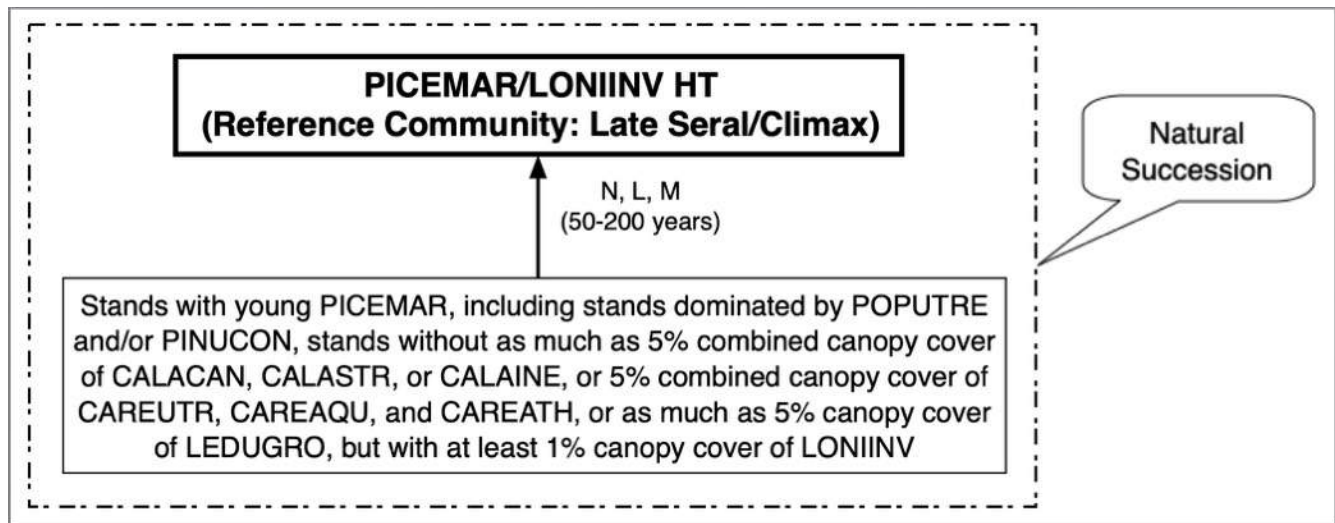 PICEMAR/LONIINV HT
(Reference Community: Late Seral/Climax)
Natural
Succession
N, L, M
(50-200 years)
Stands with young PICEMAR, including stands dominated by POPUTRE
and/or PINUCON, stands without as much as 5% combined canopy cover
of CALACAN, CALASTR, or CALAINE, or 5% combined canopy cover of
CAREUTR, CAREAQU, and CAREATH, or as much as 5% canopy cover
of LEDUGRO, but with at least 1% canopy cover of LONIINV